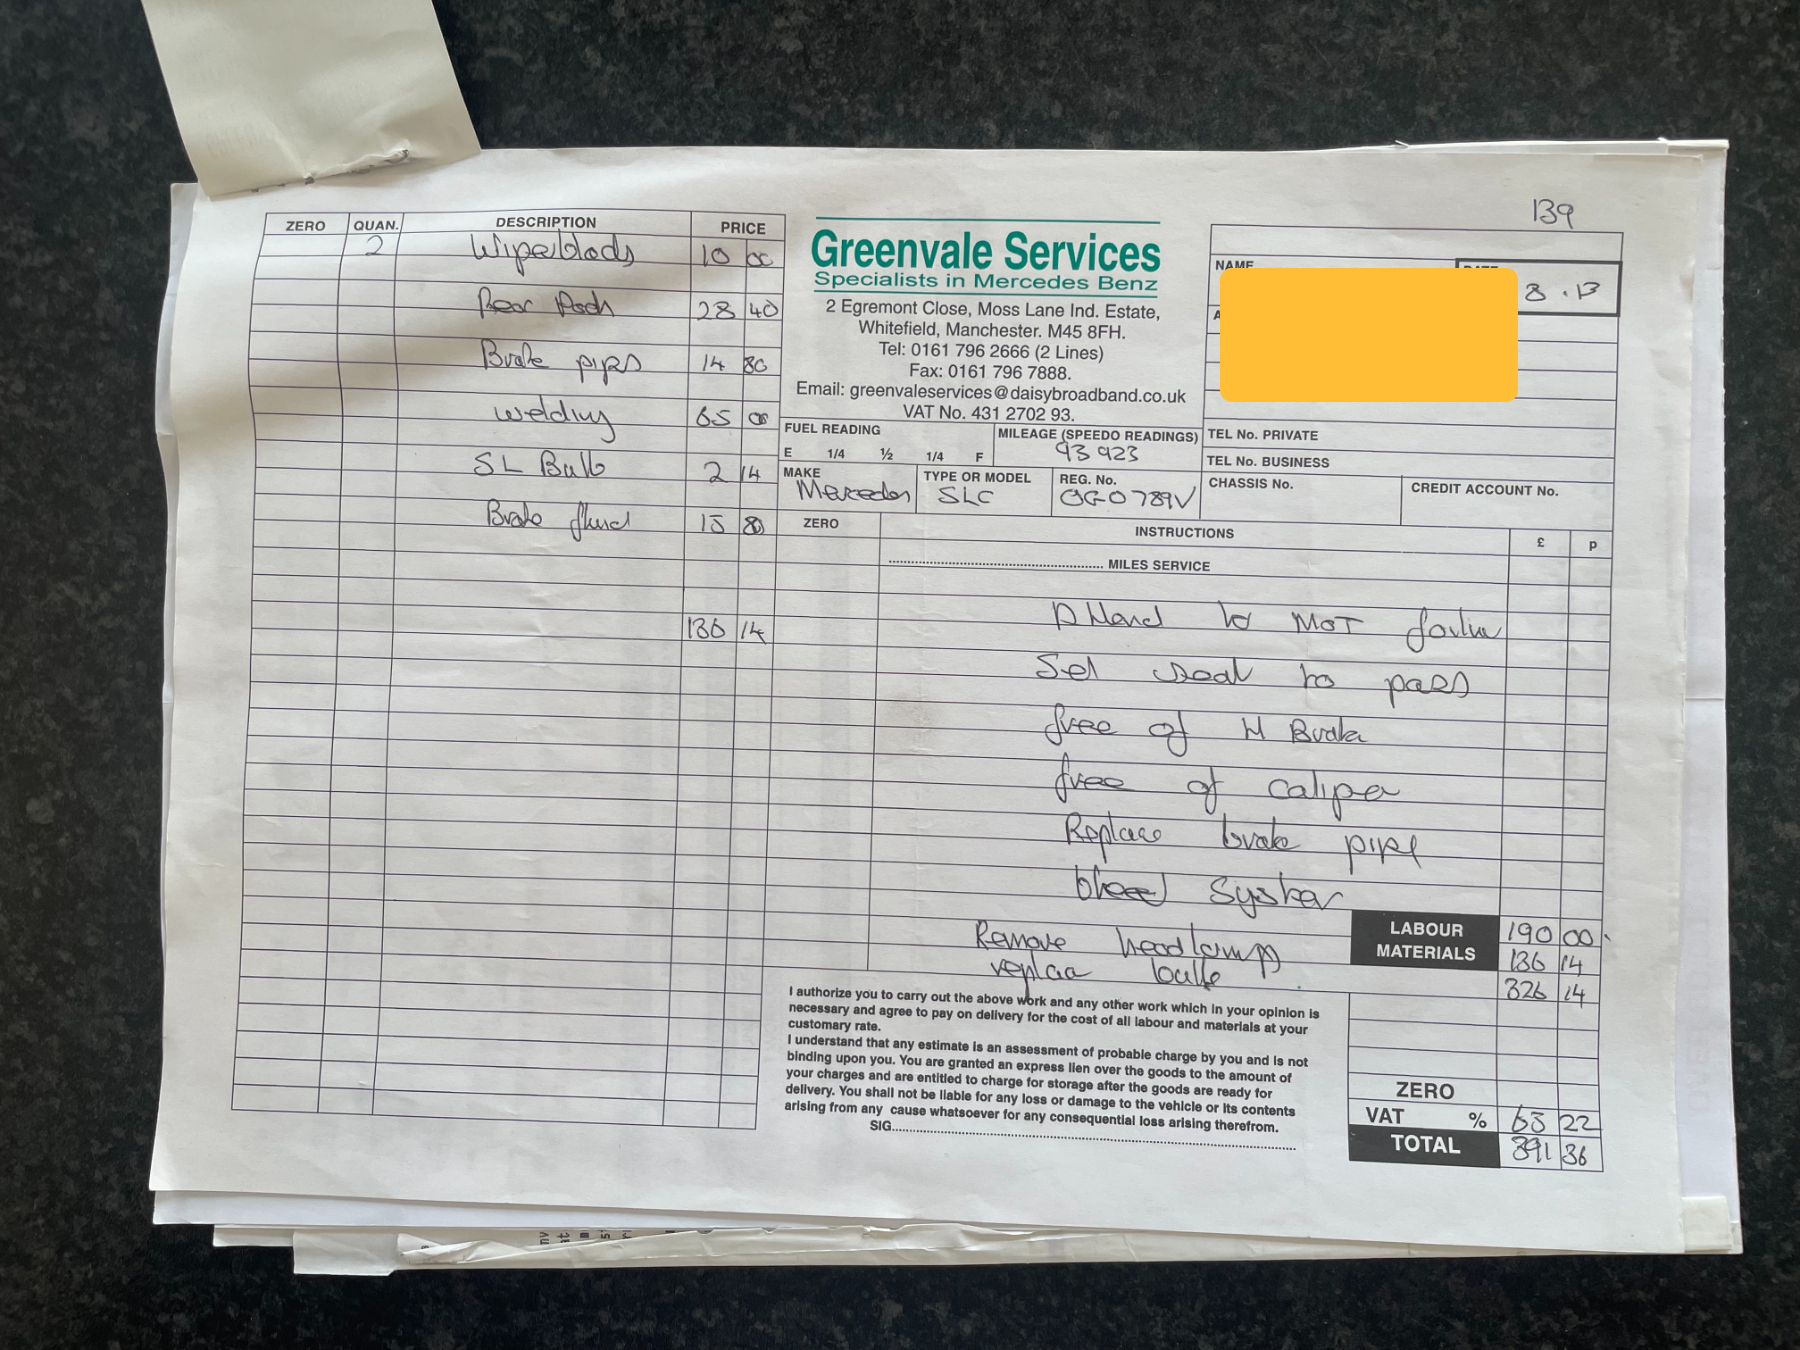 139
ZERO QUAN. DESCRIPTION PRICE
2 Wiperblads 10 00
Rear Pads 28 40
Brake pipes 14 80
welding 65 00
SL Bulb 2 14
Brake fluid 15 80
136 14
Greenvale Services
Specialists in Mercedes Benz
2 Egremont Close, Moss Lane Ind. Estate,
Whitefield, Manchester. M45 8FH.
Tel: 0161 796 2666 (2 Lines)
Fax: 0161 796 7888.
Email: greenvaleservices@daisybroadband.co.uk
VAT No. 431 2702 93.
NAME
8.13
TEL No. PRIVATE
TEL No. BUSINESS
CHASSIS No. CREDIT ACCOUNT No.
FUEL READING
E 1/4 ½ 1/4 F
MILEAGE (SPEEDO READINGS)
93 923
MAKE TYPE OR MODEL REG. No.
Mercedes SLC OGO 789V
ZERO INSTRUCTIONS £ p
MILES SERVICE
Attend to MOT failure
Sel seat to pass
free of H Brake
free of caliper
Replace brake pipe
bleed system
Remove headlamp
replace bulb
LABOUR 190 00
MATERIALS 136 14
326 14
I authorize you to carry out the above work and any other work which in your opinion is
necessary and agree to pay on delivery for the cost of all labour and materials at your
customary rate.
I understand that any estimate is an assessment of probable charge by you and is not
binding upon you. You are granted an express lien over the goods to the amount of
your charges and are entitled to charge for storage after the goods are ready for
delivery. You shall not be liable for any loss or damage to the vehicle or its contents
arising from any cause whatsoever for any consequential loss arising therefrom.
SIG.
ZERO
VAT % 65 22
TOTAL 391 36